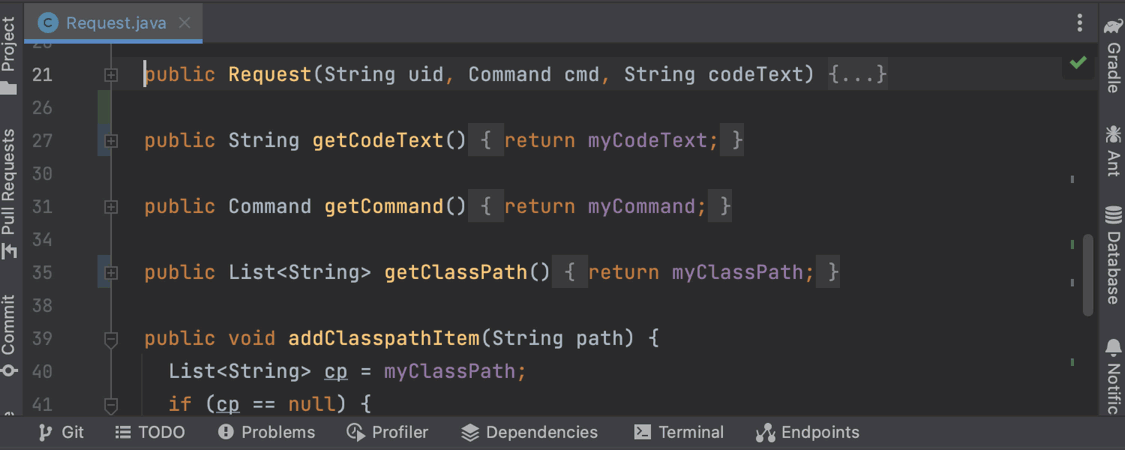 Request.java
Project
Pull Requests
Commit
20
21 public Request(String uid, Command cmd, String codeText) {...}
26
27 public String getCodeText() { return myCodeText; }
30
31 public Command getCommand() { return myCommand; }
34
35 public List<String> getClassPath() { return myClassPath; }
38
39 public void addClasspathItem(String path) {
40 List<String> cp = myClassPath;
41 if (cp == null) {
Gradle
Ant
Database
Notific
Git TODO Problems Profiler Dependencies Terminal Endpoints